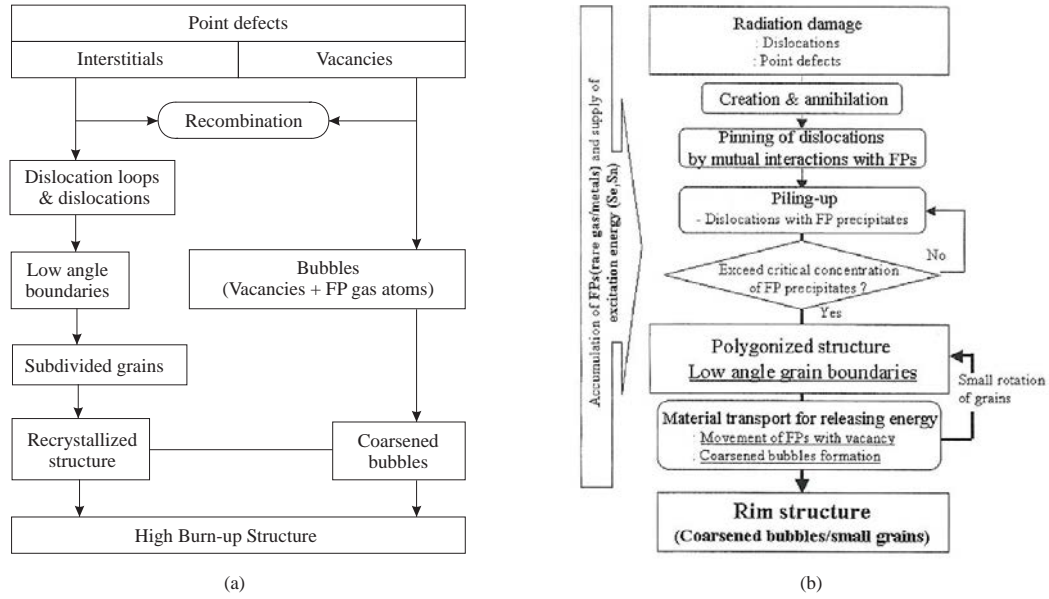 Point defects
Interstitials
Vacancies
Recombination
Dislocation loops
& dislocations
Low angle
boundaries
Bubbles
(Vacancies + FP gas atoms)
Subdivided grains
Recrystallized
structure
Coarsened
bubbles
High Burn-up Structure
(a)
Accumulation of FPs(rare gas/metals) and supply of
excitation energy (Se,Sn)
Radiation damage
: Dislocations
: Point defects
Creation & annihilation
Pinning of dislocations
by mutual interactions with FPs
Piling-up
- Dislocations with FP precipitates
No
Exceed critical concentration
of FP precipitates ?
Yes
Polygonized structure
Low angle grain boundaries
Small rotation
of grains
Material transport for releasing energy
: Movement of FPs with vacancy
: Coarsened bubbles formation
Rim structure
(Coarsened bubbles/small grains)
(b)